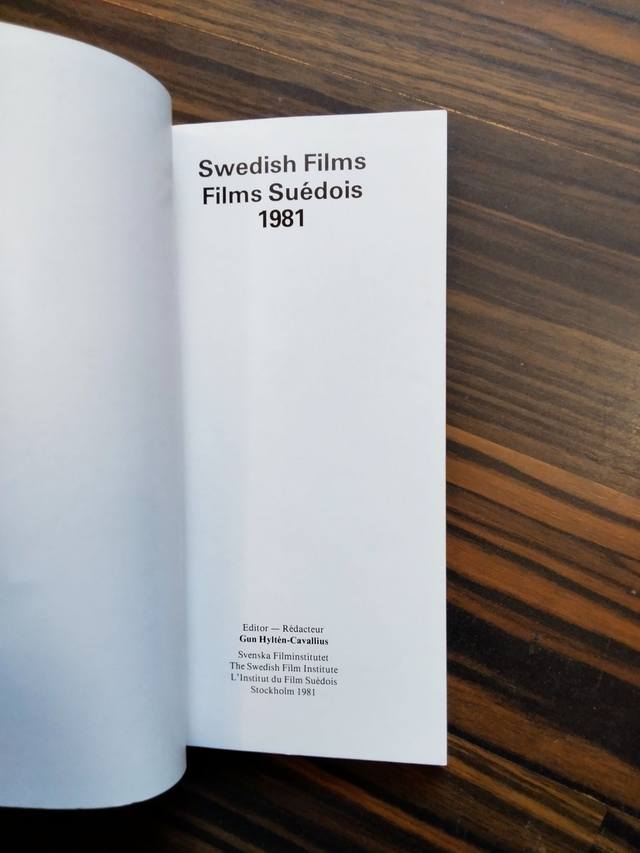 Swedish Films
Films Suédois
1981
Editor — Rédacteur
Gun Hyltén-Cavallius
Svenska Filminstitutet
The Swedish Film Institute
L'Institut du Film Suédois
Stockholm 1981